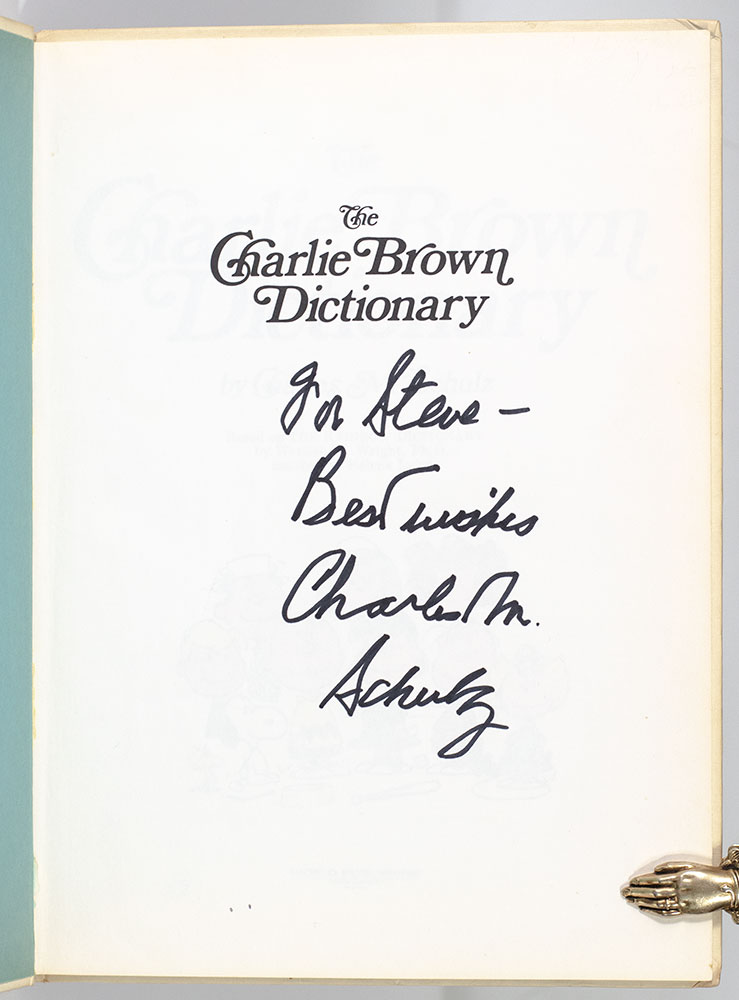 The
Charlie Brown
Dictionary
For Steve –
Best wishes
Charles M.
Schulz